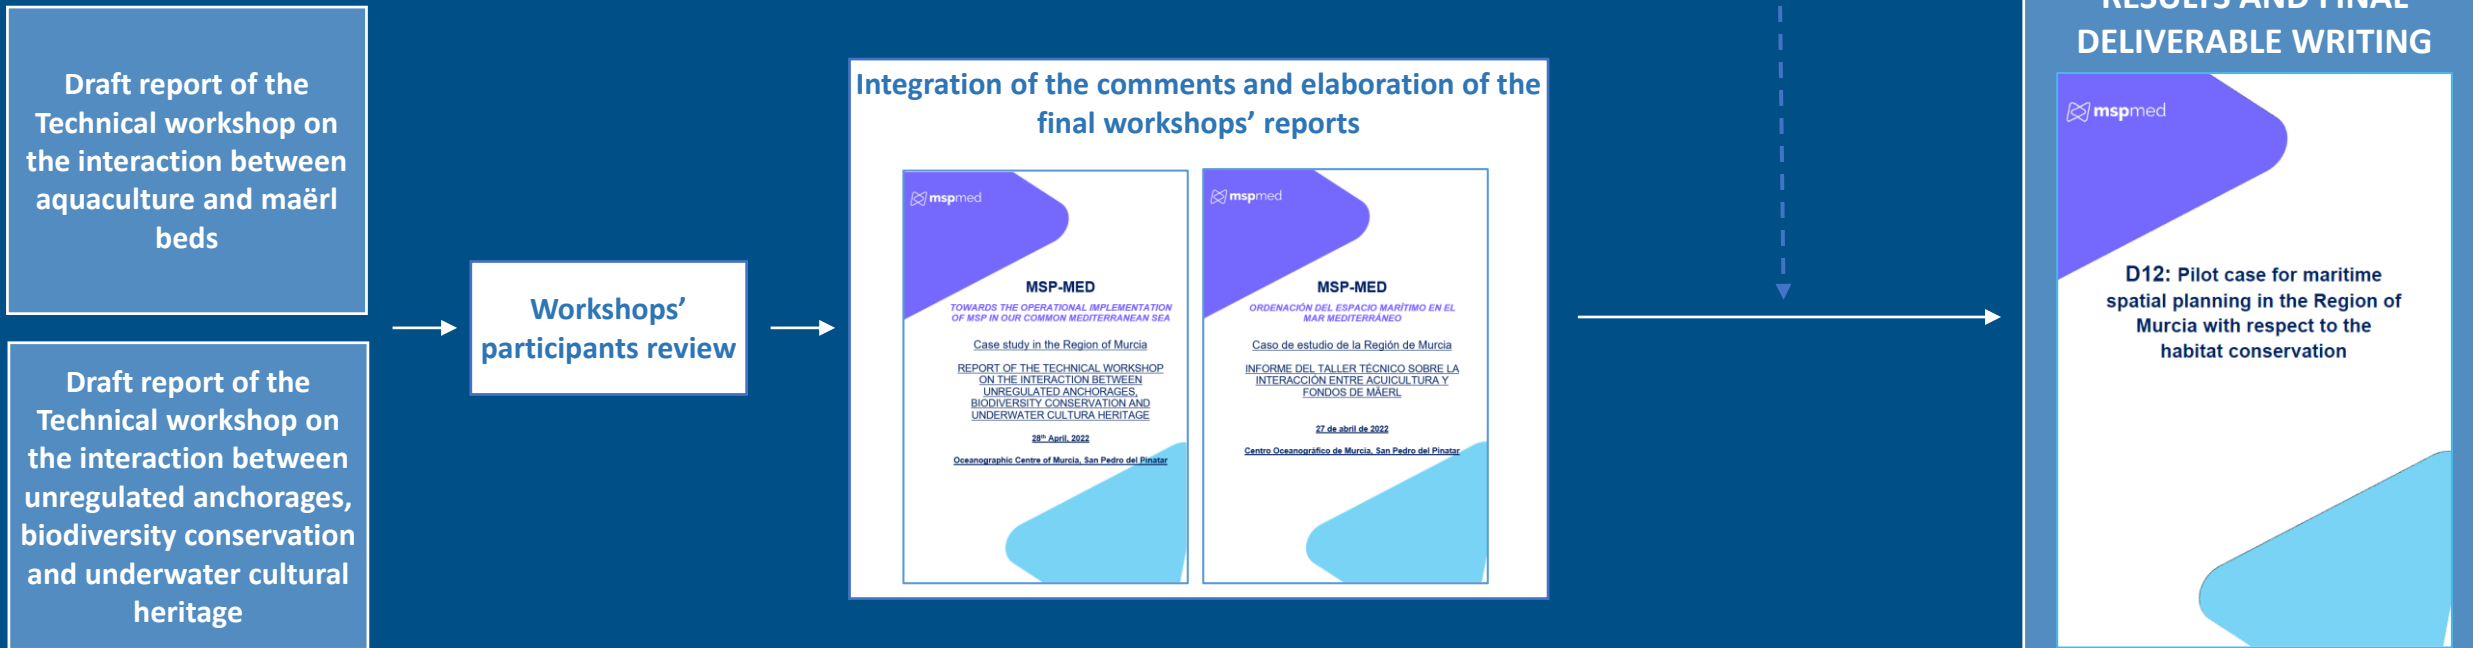 Draft report of the
Technical workshop on
the interaction between
aquaculture and maërl
beds
Draft report of the
Technical workshop on
the interaction between
unregulated anchorages,
biodiversity conservation
and underwater cultural
heritage
Workshops’
participants review
Integration of the comments and elaboration of the
final workshops’ reports
mspmed
MSP-MED
TOWARDS THE OPERATIONAL IMPLEMENTATION
OF MSP IN OUR COMMON MEDITERRANEAN SEA
Case study in the Region of Murcia
REPORT OF THE TECHNICAL WORKSHOP
ON THE INTERACTION BETWEEN
UNREGULATED ANCHORAGES,
BIODIVERSITY CONSERVATION AND
UNDERWATER CULTURA HERITAGE
28th April, 2022
Oceanographic Centre of Murcia, San Pedro del Pinatar
mspmed
MSP-MED
ORDENACIÓN DEL ESPACIO MARÍTIMO EN EL
MAR MEDITERRÁNEO
Caso de estudio de la Región de Murcia
INFORME DEL TALLER TÉCNICO SOBRE LA
INTERACCIÓN ENTRE ACUICULTURA Y
FONDOS DE MÄERL
27 de abril de 2022
Centro Oceanográfico de Murcia, San Pedro del Pinatar
RESULTS AND FINAL
DELIVERABLE WRITING
mspmed
D12: Pilot case for maritime
spatial planning in the Region of
Murcia with respect to the
habitat conservation